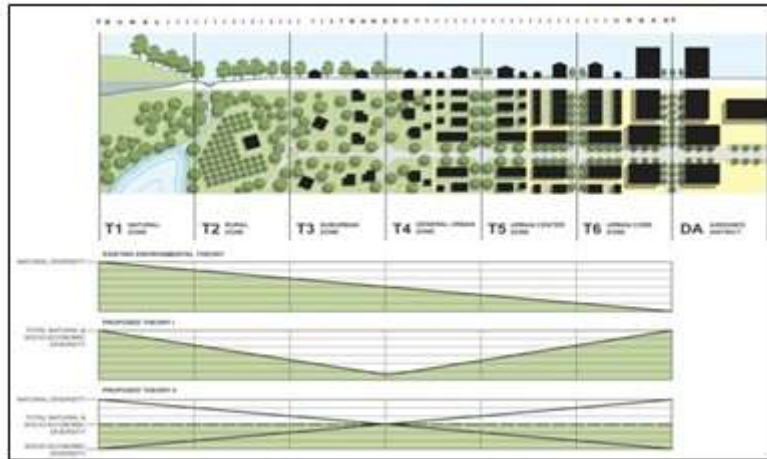 T1 NATURAL ZONE
T2 RURAL ZONE
T3 SUBURBAN ZONE
T4 GENERAL URBAN ZONE
T5 URBAN CENTER ZONE
T6 URBAN CORE ZONE
DA ASSIGNED DISTRICT
EXISTING ENVIRONMENTAL THEORY
NATURAL DIVERSITY
PROPOSED THEORY I
TOTAL NATURAL &
SOCIO-ECONOMIC
DIVERSITY
PROPOSED THEORY II
NATURAL DIVERSITY
TOTAL NATURAL &
SOCIO-ECONOMIC
DIVERSITY
SOCIO-ECONOMIC
DIVERSITY